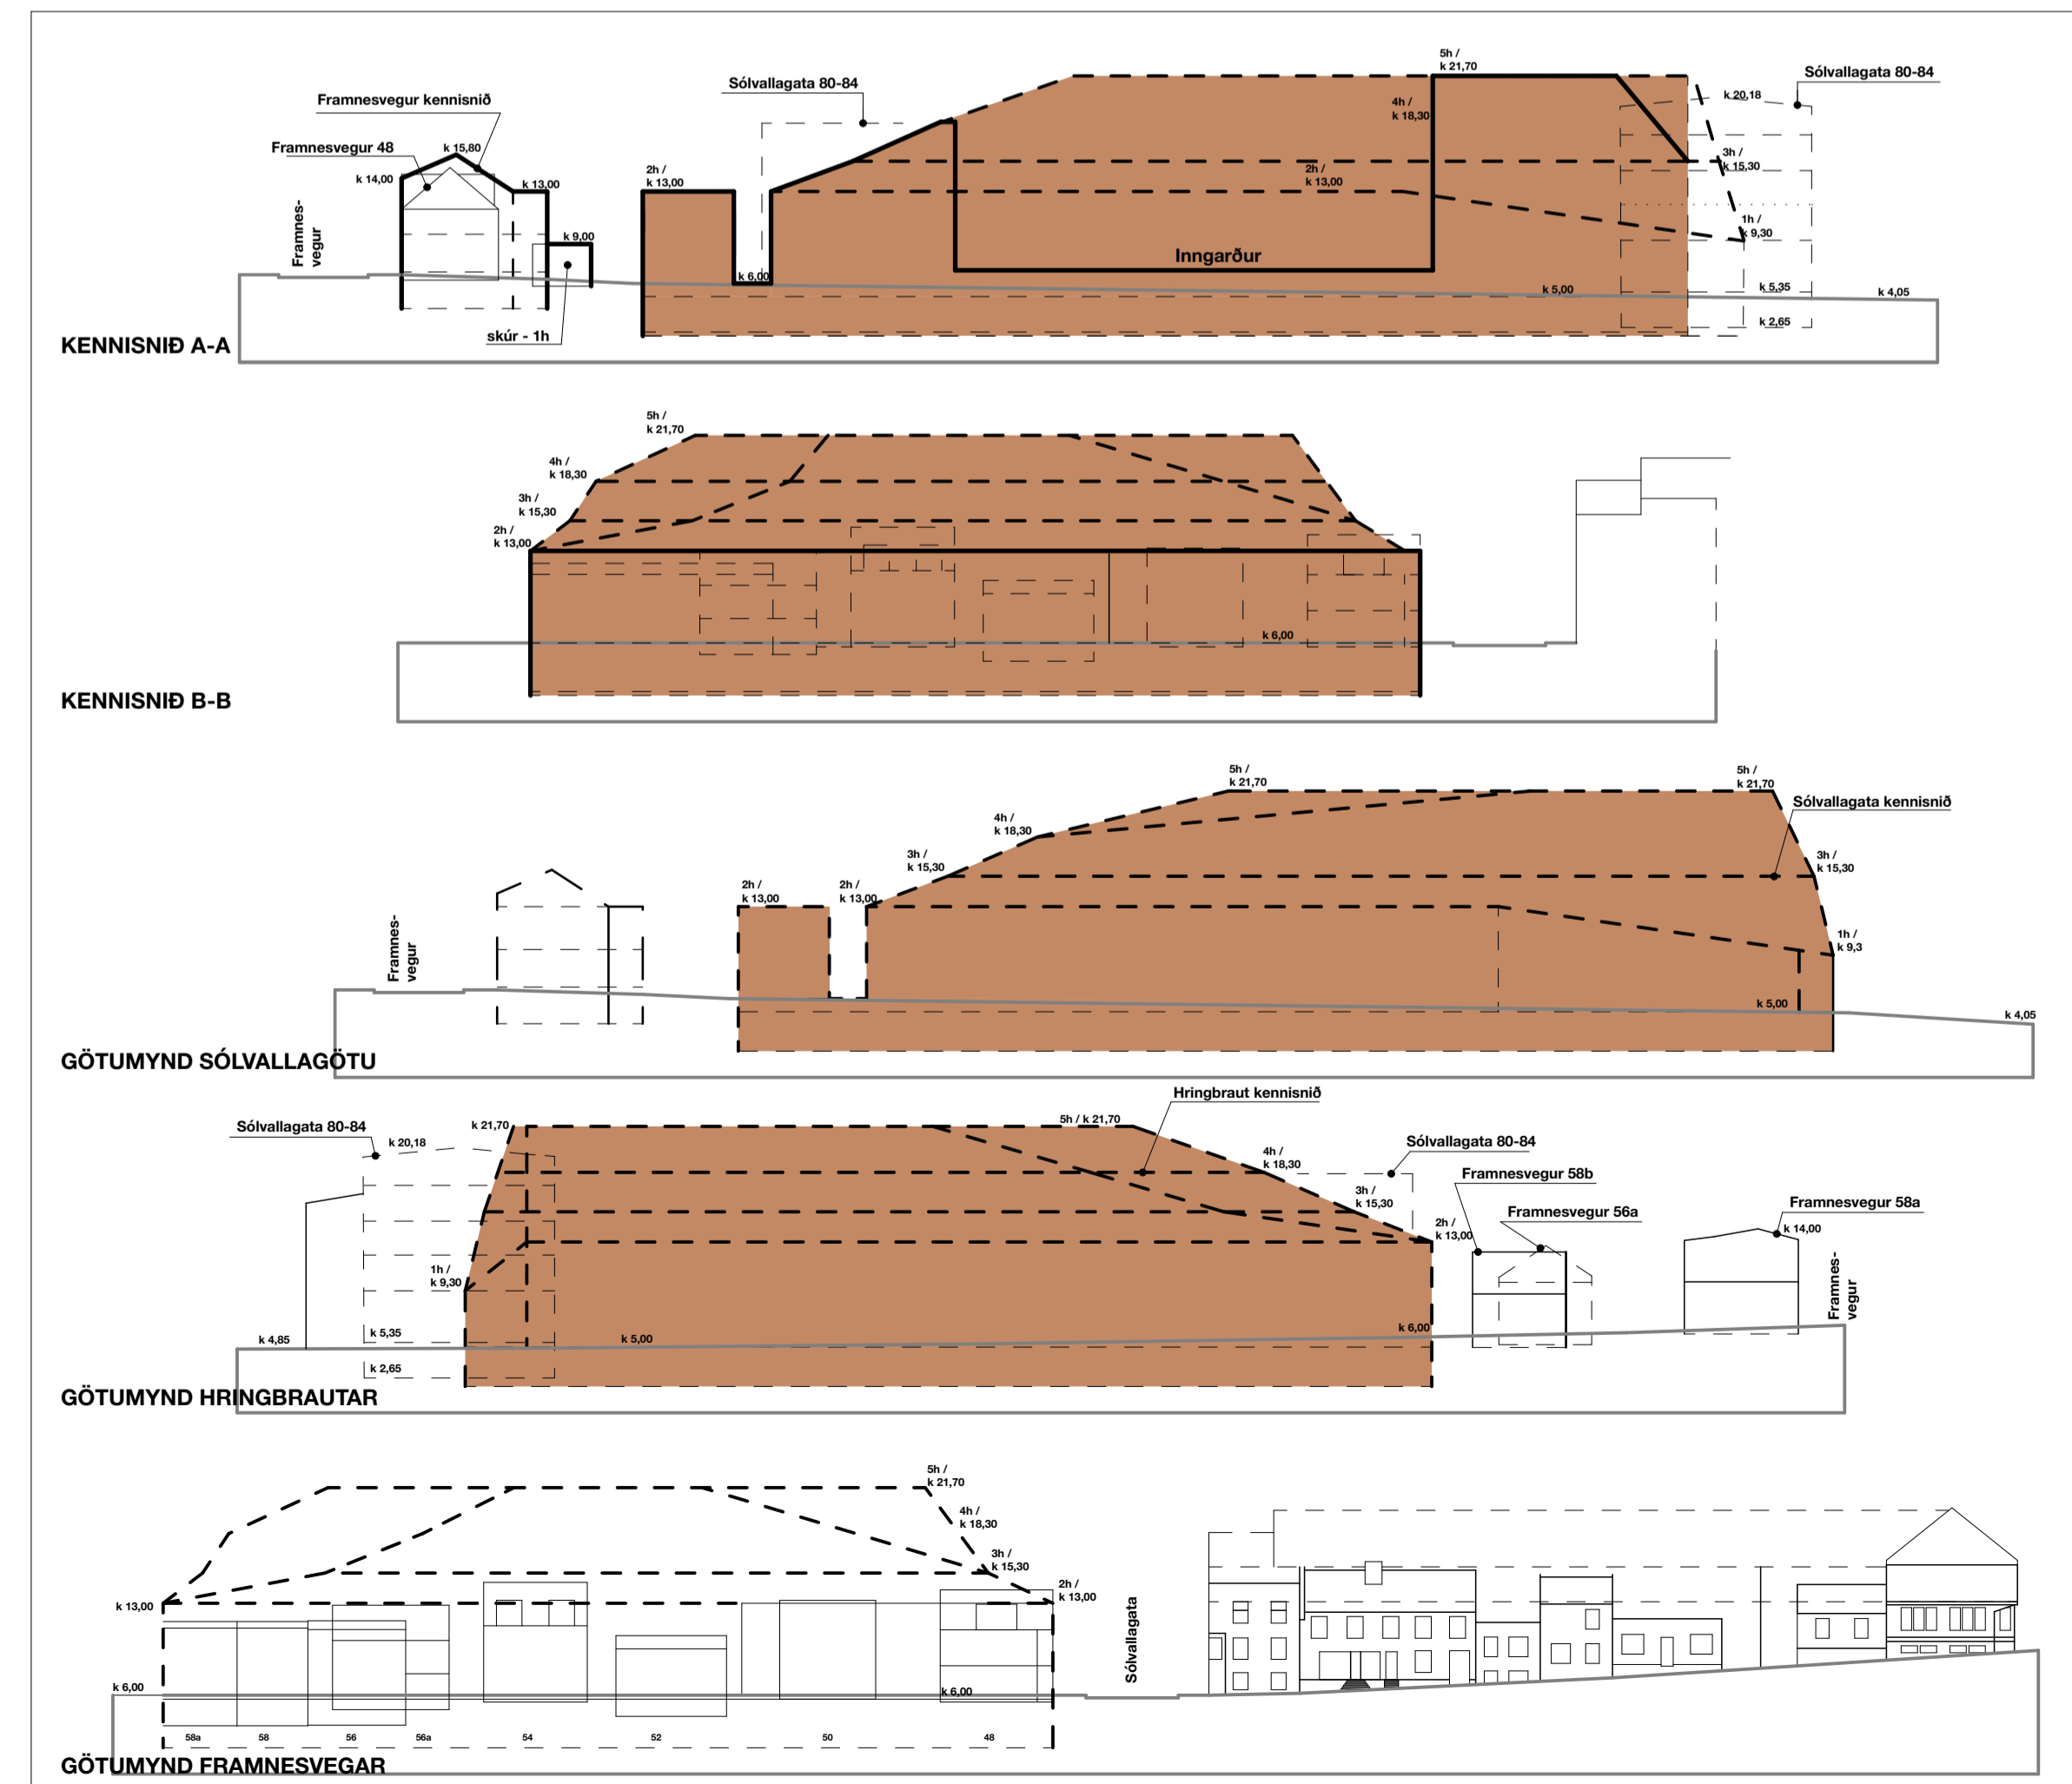 5h /
k 21,70
Sólvallagata 80-84
Sólvallagata 80-84
Framnesvegur kennisnið
4h /
k 18,30
k 20,18
Framnesvegur 48
k 15,80
k 14,00
k 13,00
2h /
k 13,00
2h /
k 13,00
3h /
k 15,30
Framnes-
vegur
k 9,00
1h /
k 9,30
Inngarður
k 6,00
k 5,00
k 5,35
k 4,05
k 2,65
skúr - 1h
KENNISNIÐ A-A
5h /
k 21,70
4h /
k 18,30
3h /
k 15,30
2h /
k 13,00
k 6,00
KENNISNIÐ B-B
5h /
k 21,70
5h /
k 21,70
Sólvallagata kennisnið
4h /
k 18,30
3h /
k 15,30
3h /
k 15,30
2h /
k 13,00
2h /
k 13,00
Framnes-
vegur
1h /
k 9,3
k 5,00
k 4,05
GÖTUMYND SÓLVALLAGÖTU
Hringbraut kennisnið
Sólvallagata 80-84
k 20,18
k 21,70
5h / k 21,70
4h /
k 18,30
Sólvallagata 80-84
Framnesvegur 58b
3h /
k 15,30
Framnesvegur 56a
Framnesvegur 58a
2h /
k 13,00
k 14,00
1h /
k 9,30
Framnes-
vegur
k 4,85
k 5,35
k 5,00
k 6,00
k 2,65
GÖTUMYND HRINGBRAUTAR
5h /
k 21,70
4h /
k 18,30
3h /
k 15,30
2h /
k 13,00
k 13,00
Sólvallagata
k 6,00
k 6,00
58a
58
56
56a
54
52
50
48
GÖTUMYND FRAMNESVEGAR